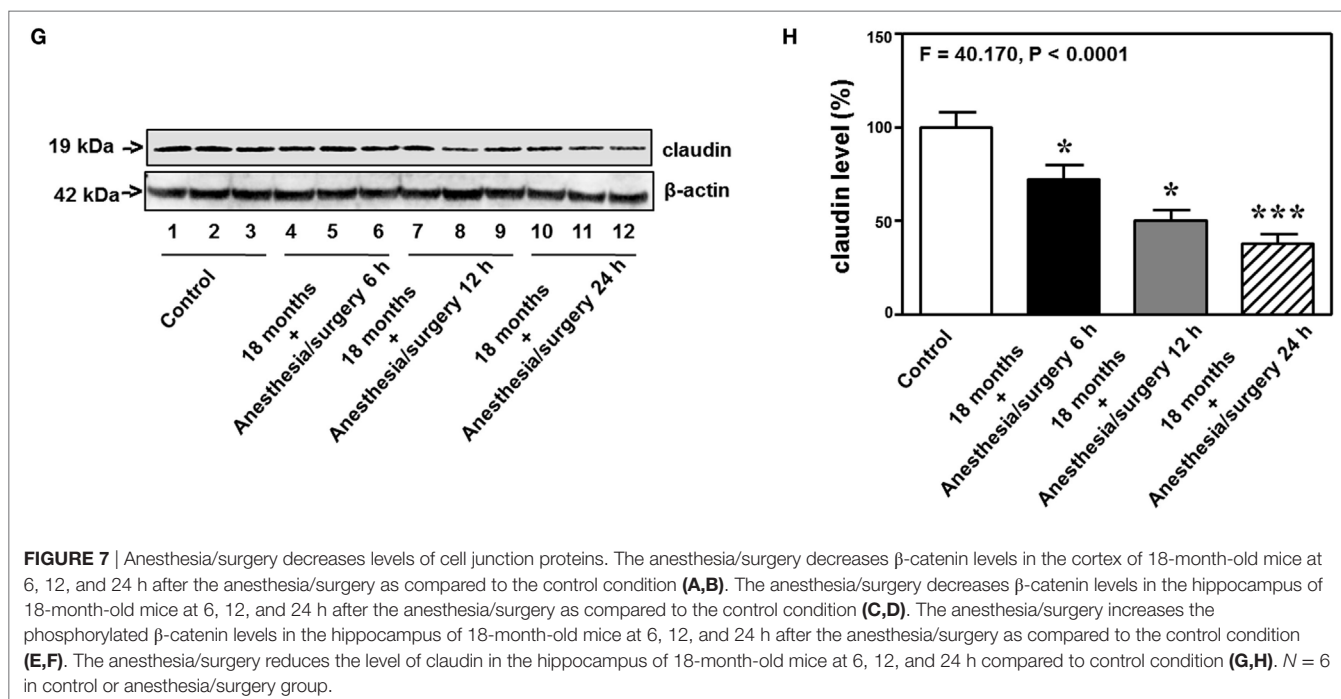 G
19 kDa
claudin
42 kDa
β-actin
1 2 3 4 5 6 7 8 9 10 11 12
Control
18 months
+
Anesthesia/surgery 6 h
18 months
+
Anesthesia/surgery 12 h
18 months
+
Anesthesia/surgery 24 h
H
F = 40.170, P < 0.0001
claudin level (%)
150
100
50
0
*
*
***
Control
18 months
+
Anesthesia/surgery 6 h
18 months
+
Anesthesia/surgery 12 h
18 months
+
Anesthesia/surgery 24 h
FIGURE 7 | Anesthesia/surgery decreases levels of cell junction proteins. The anesthesia/surgery decreases β-catenin levels in the cortex of 18-month-old mice at
6, 12, and 24 h after the anesthesia/surgery as compared to the control condition (A,B). The anesthesia/surgery decreases β-catenin levels in the hippocampus of
18-month-old mice at 6, 12, and 24 h after the anesthesia/surgery as compared to the control condition (C,D). The anesthesia/surgery increases the
phosphorylated β-catenin levels in the hippocampus of 18-month-old mice at 6, 12, and 24 h after the anesthesia/surgery as compared to the control condition
(E,F). The anesthesia/surgery reduces the level of claudin in the hippocampus of 18-month-old mice at 6, 12, and 24 h compared to control condition (G,H). N = 6
in control or anesthesia/surgery group.